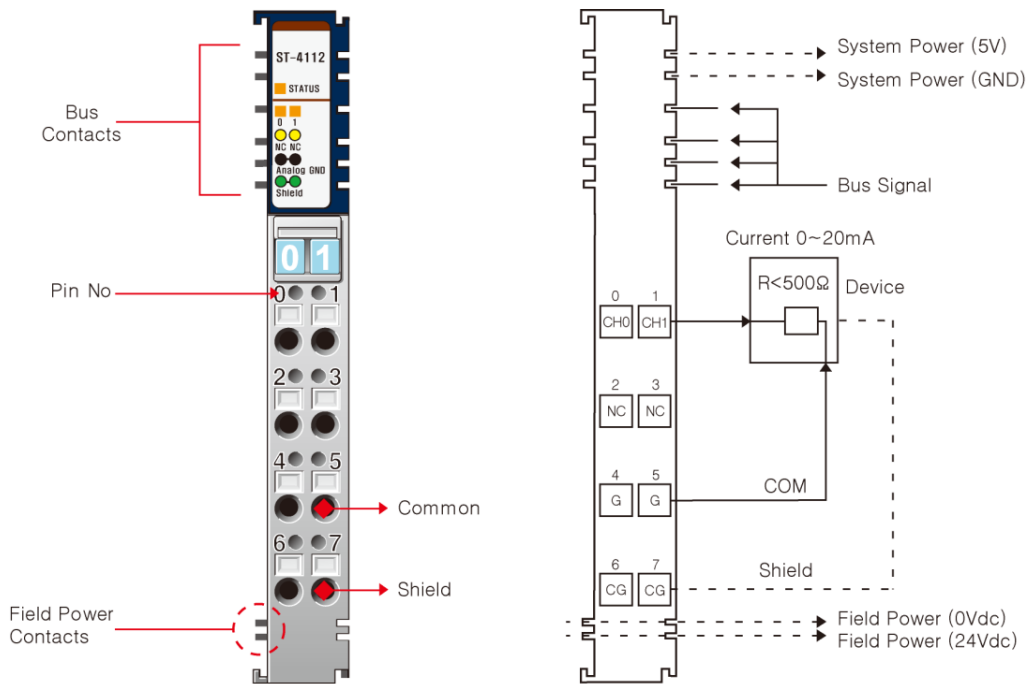 ST-4112
STATUS
0 1
NC NC
Analog GND
Shield
Bus
Contacts
0 1
Pin No
0 1
2 3
4 5
Common
6 7
Shield
Field Power
Contacts
System Power (5V)
System Power (GND)
Bus Signal
Current 0~20mA
R<500Ω
Device
0 1
CH0 CH1
2 3
NC NC
4 5
G G
COM
6 7
CG CG
Shield
Field Power (0Vdc)
Field Power (24Vdc)